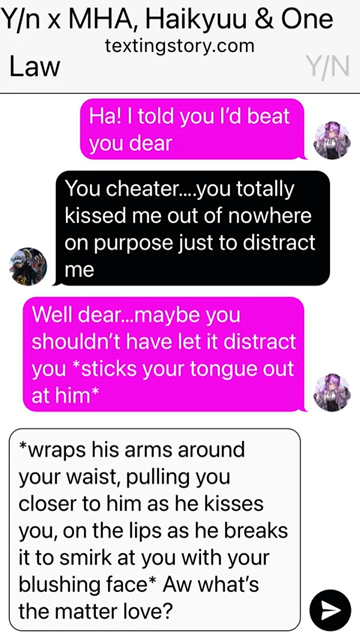 Y/n x MHA, Haikyuu & One
textingstory.com
Law
Y/N
Ha! I told you I’d beat
you dear
You cheater....you totally
kissed me out of nowhere
on purpose just to distract
me
Well dear...maybe you
shouldn’t have let it distract
you *sticks your tongue out
at him*
*wraps his arms around
your waist, pulling you
closer to him as he kisses
you, on the lips as he breaks
it to smirk at you with your
blushing face* Aw what’s
the matter love?